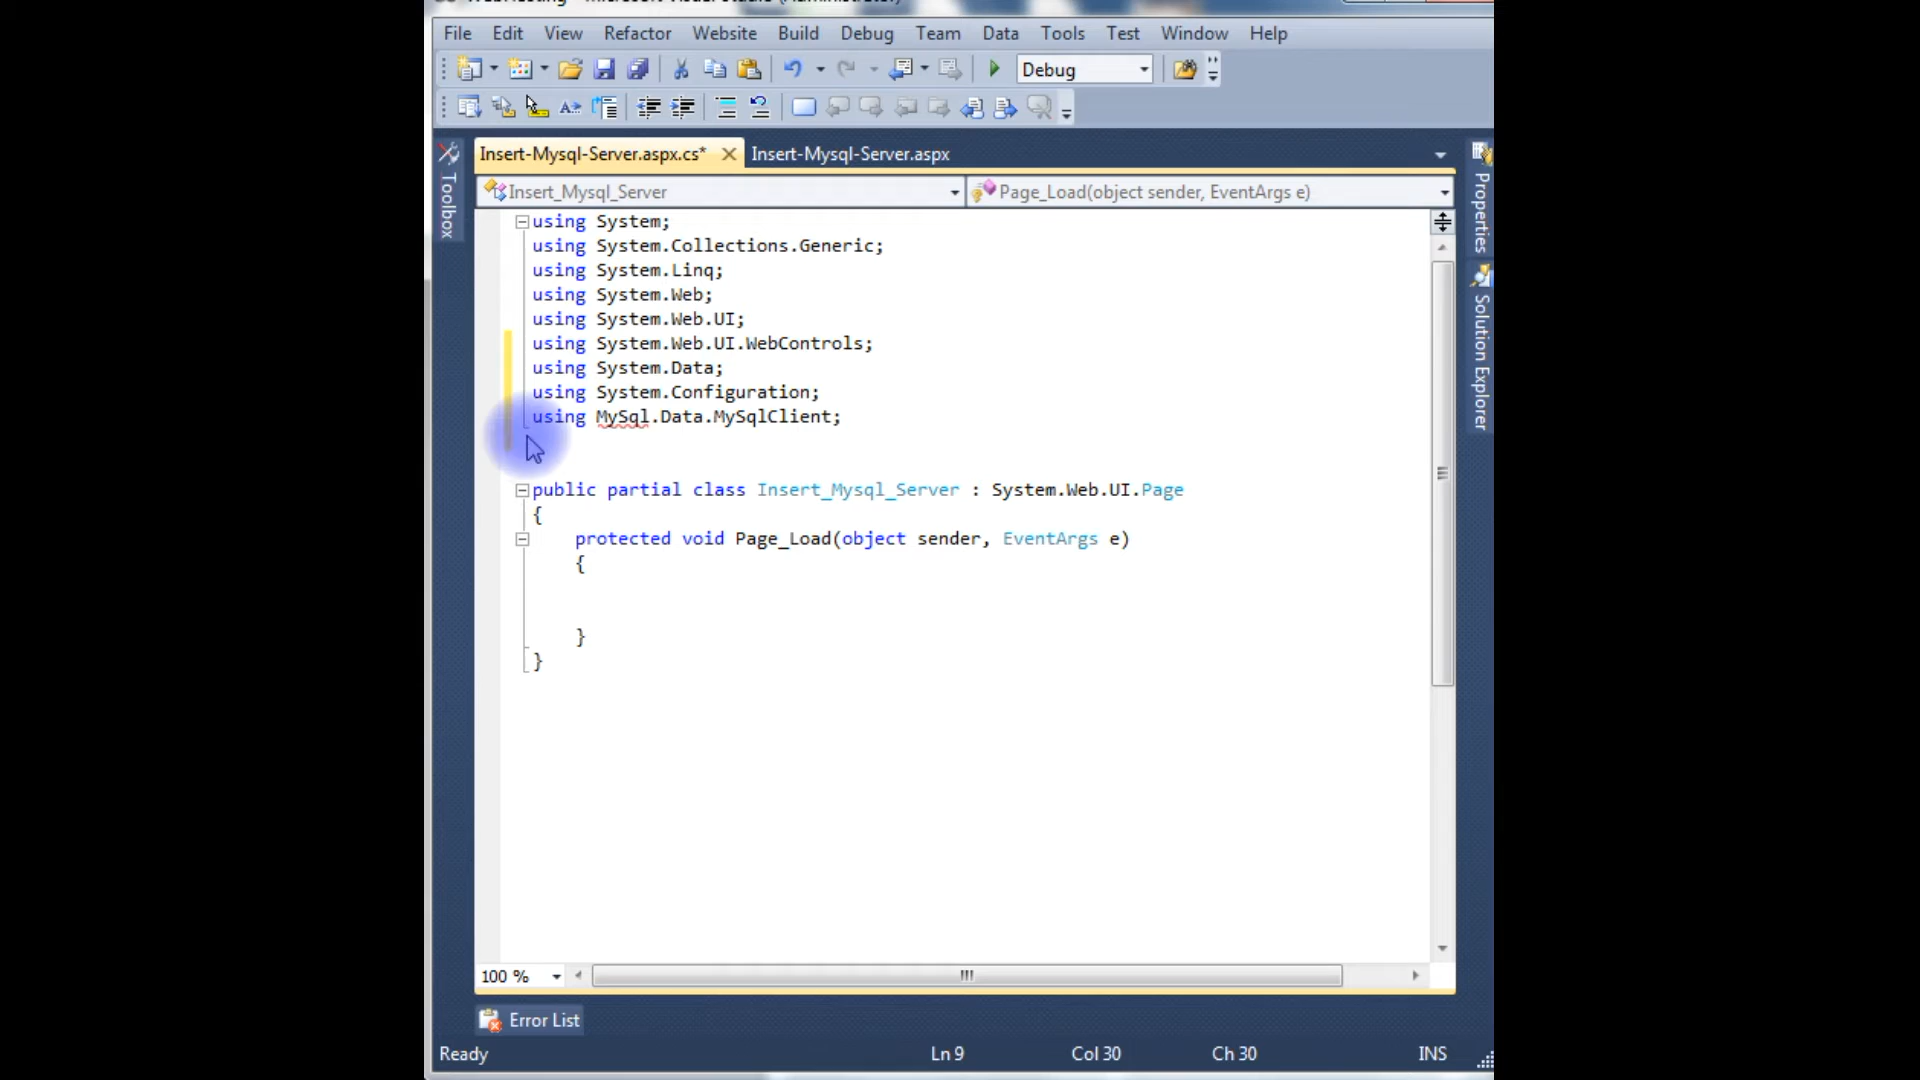 File Edit View Refactor Website Build Debug Team Data Tools Test Window Help
Debug
Insert-Mysql-Server.aspx.cs* Insert-Mysql-Server.aspx
Insert_Mysql_Server Page_Load(object sender, EventArgs e)
Toolbox
Properties
Solution Explorer
using System;
using System.Collections.Generic;
using System.Linq;
using System.Web;
using System.Web.UI;
using System.Web.UI.WebControls;
using System.Data;
using System.Configuration;
using MySql.Data.MySqlClient;
public partial class Insert_Mysql_Server : System.Web.UI.Page
{
protected void Page_Load(object sender, EventArgs e)
{
}
}
100 %
Error List
Ready Ln 9 Col 30 Ch 30 INS